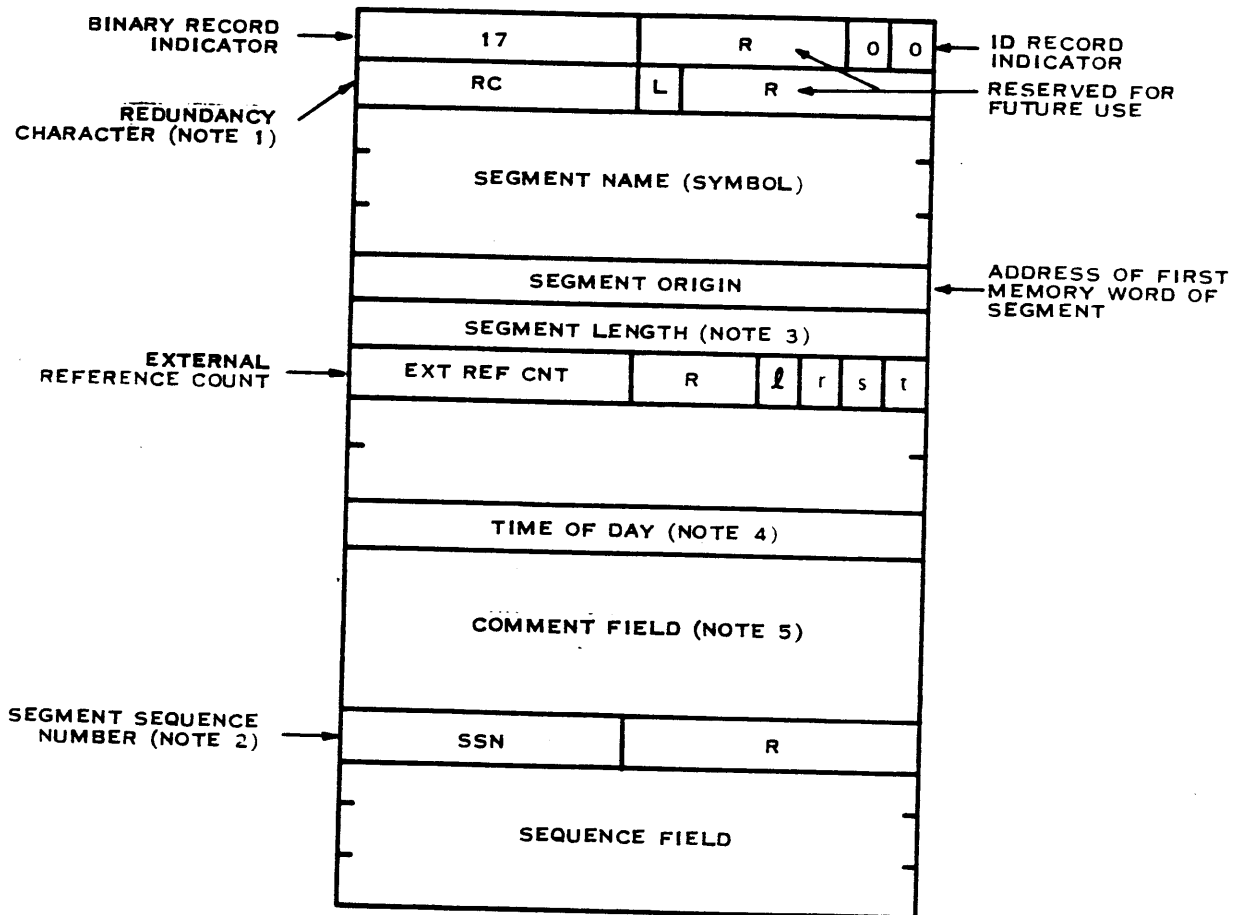 BINARY RECORD
INDICATOR
17 R 0 0
ID RECORD
INDICATOR
RC L R
RESERVED FOR
FUTURE USE
REDUNDANCY
CHARACTER (NOTE 1)
SEGMENT NAME (SYMBOL)
SEGMENT ORIGIN
ADDRESS OF FIRST
MEMORY WORD OF
SEGMENT
SEGMENT LENGTH (NOTE 3)
EXTERNAL
REFERENCE COUNT
EXT REF CNT R ℓ r s t
TIME OF DAY (NOTE 4)
COMMENT FIELD (NOTE 5)
SEGMENT SEQUENCE
NUMBER (NOTE 2)
SSN R
SEQUENCE FIELD